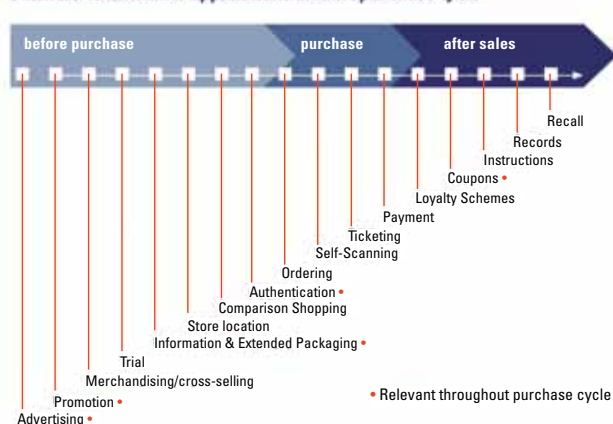 before purchase
purchase
after sales
Recall
Records
Instructions
Coupons •
Loyalty Schemes
Payment
Ticketing
Self-Scanning
Ordering
Authentication •
Comparison Shopping
Store location
Information & Extended Packaging •
Trial
Merchandising/cross-selling
• Relevant throughout purchase cycle
Promotion •
Advertising •